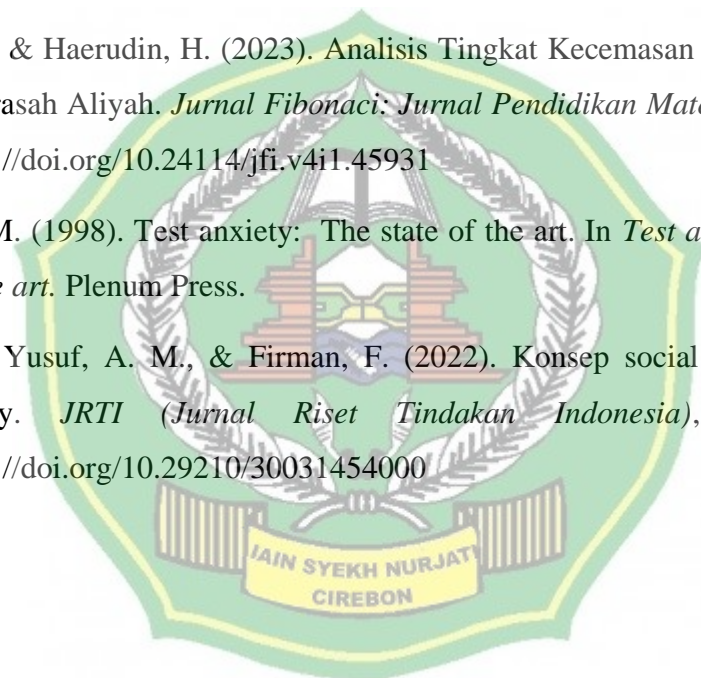 & Haerudin, H. (2023). Analisis Tingkat Kecemasan
asah Aliyah. Jurnal Fibonaci: Jurnal Pendidikan Mate
//doi.org/10.24114/jfi.v4i1.45931
M. (1998). Test anxiety: The state of the art. In Test a
e art. Plenum Press.
Yusuf, A. M., & Firman, F. (2022). Konsep social
y. JRTI (Jurnal Riset Tindakan Indonesia),
//doi.org/10.29210/30031454000
IAIN SYEKH NURJATI
CIREBON